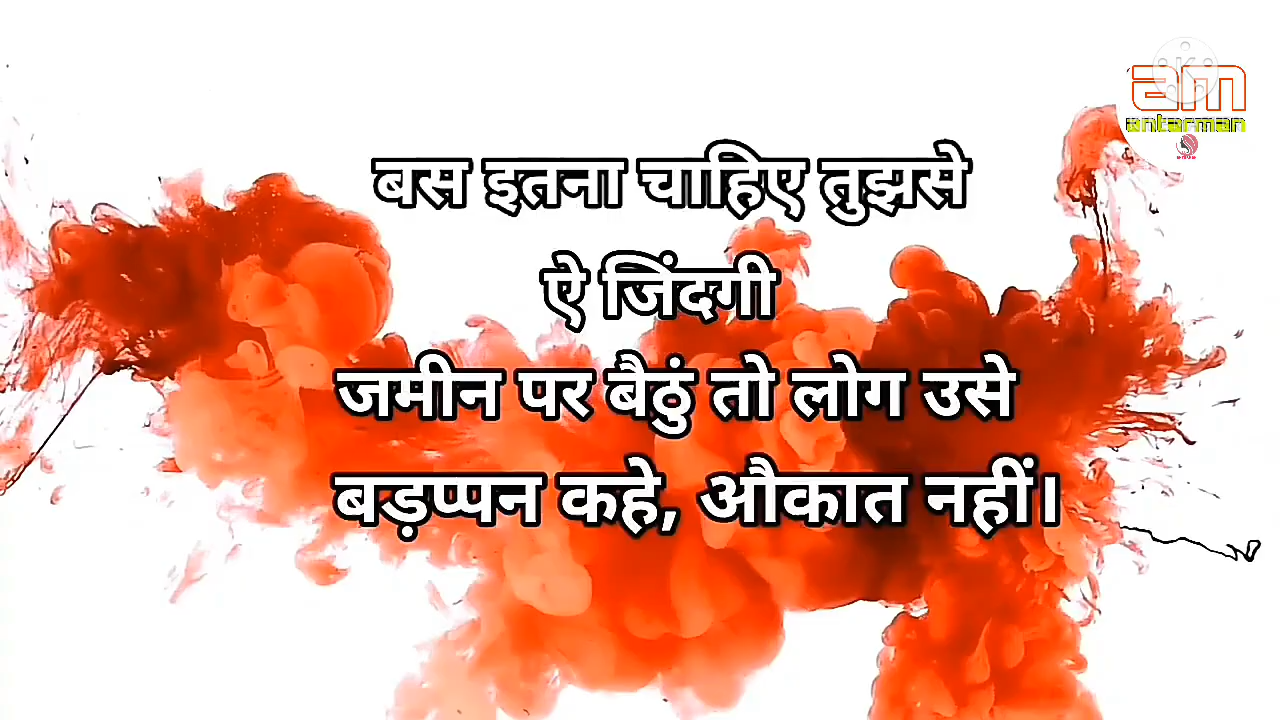 am
antarman
बस इतना चाहिए तुझसे
ऐ जिंदगी
जमीन पर बैठुं तो लोग उसे
बड़प्पन कहे, औकात नहीं।